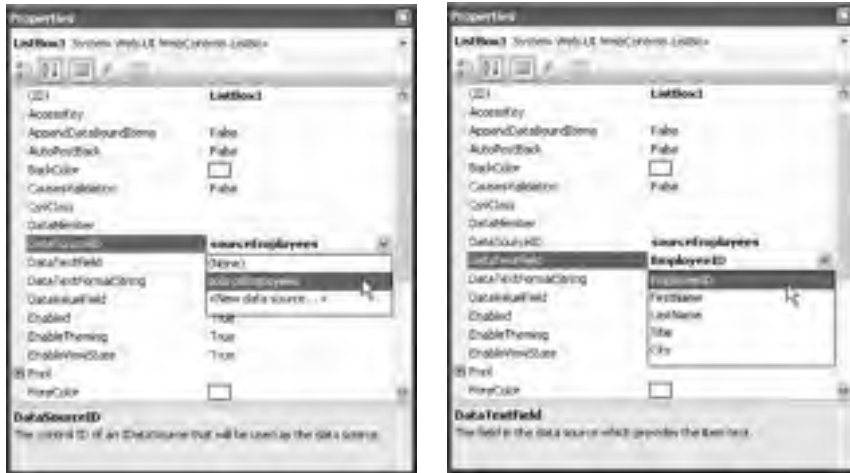 Properties
ListBox1 System.Web.UI.WebControls.ListBox
(ID) ListBox1
AccessKey
AppendDataBoundItems False
AutoPostBack False
BackColor
CausesValidation False
CssClass
DataMember
DataSourceID sourceEmployees
DataTextField (None)
DataTextFormatString sourceEmployees
DataValueField <New data source...>
Enabled True
EnableTheming True
EnableViewState True
Font
ForeColor
DataSourceID
The control ID of an IDataSource that will be used as the data source.
Properties
ListBox1 System.Web.UI.WebControls.ListBox
(ID) ListBox1
AccessKey
AppendDataBoundItems False
AutoPostBack False
BackColor
CausesValidation False
CssClass
DataMember
DataSourceID sourceEmployees
DataTextField EmployeeID
DataTextFormatString EmployeeID
DataValueField FirstName
Enabled LastName
EnableTheming Title
EnableViewState City
Font
ForeColor
DataTextField
The field in the data source which provides the item text.